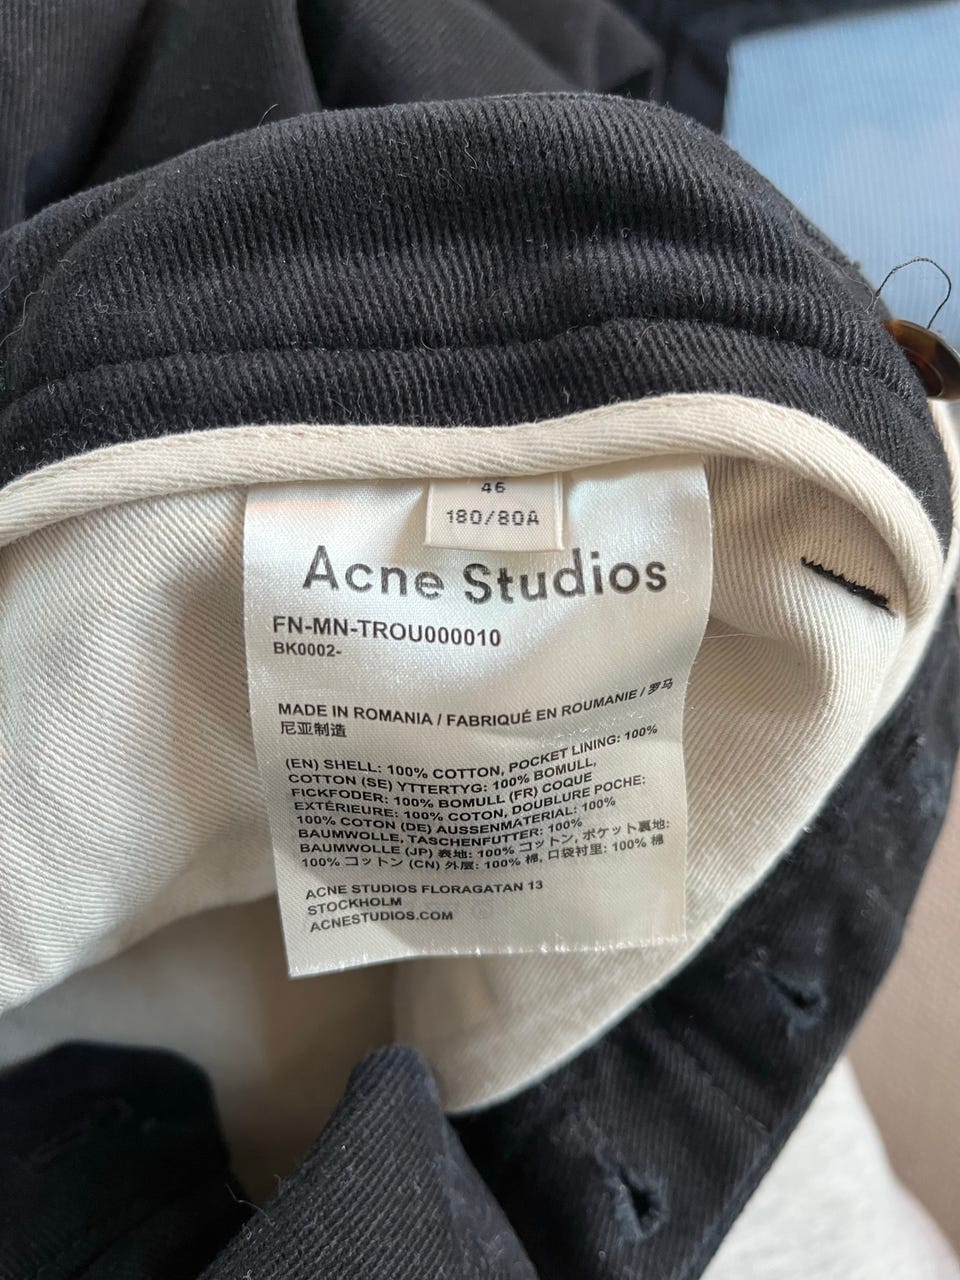 46
180/80A
Acne Studios
FN-MN-TROU000010
BK0002-
MADE IN ROMANIA / FABRIQUÉ EN ROUMANIE / 罗马
尼亚制造
(EN) SHELL: 100% COTTON, POCKET LINING: 100%
COTTON (SE) YTTERTYG: 100% BOMULL,
FICKFODER: 100% BOMULL (FR) COQUE
EXTÉRIEURE: 100% COTON, DOUBLURE POCHE:
100% COTON (DE) AUSSENMATERIAL: 100%
BAUMWOLLE, TASCHENFUTTER: 100%
BAUMWOLLE (JP) 表地: 100% コットン, ポケット裏地:
100% コットン (CN) 外层: 100% 棉, 口袋衬里: 100% 棉
ACNE STUDIOS FLORAGATAN 13
STOCKHOLM
ACNESTUDIOS.COM